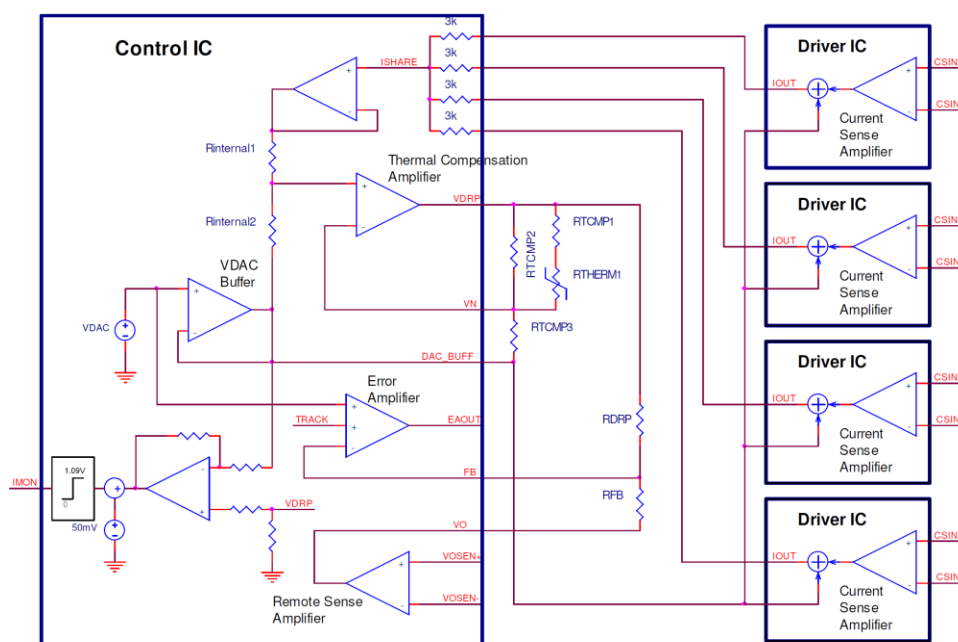 Control IC
3k
ISHARE
3k
3k
3k
Rinternal1
Thermal Compensation
Amplifier
VDRP
Rinternal2
RTCMP1
RTCMP2
VDAC
Buffer
RTHERM1
VN
VDAC
RTCMP3
DAC_BUFF
Error
Amplifier
TRACK
EAOUT
RDRP
FB
1.09V
0
IMON
VDRP
RFB
50mV
VO
VOSEN+
Remote Sense
Amplifier
VOSEN-
Driver IC
CSIN
IOUT
CSIN
Current
Sense
Amplifier
Driver IC
CSIN
IOUT
CSIN
Current
Sense
Amplifier
Driver IC
CSIN
IOUT
CSIN
Current
Sense
Amplifier
Driver IC
CSIN
IOUT
CSIN
Current
Sense
Amplifier